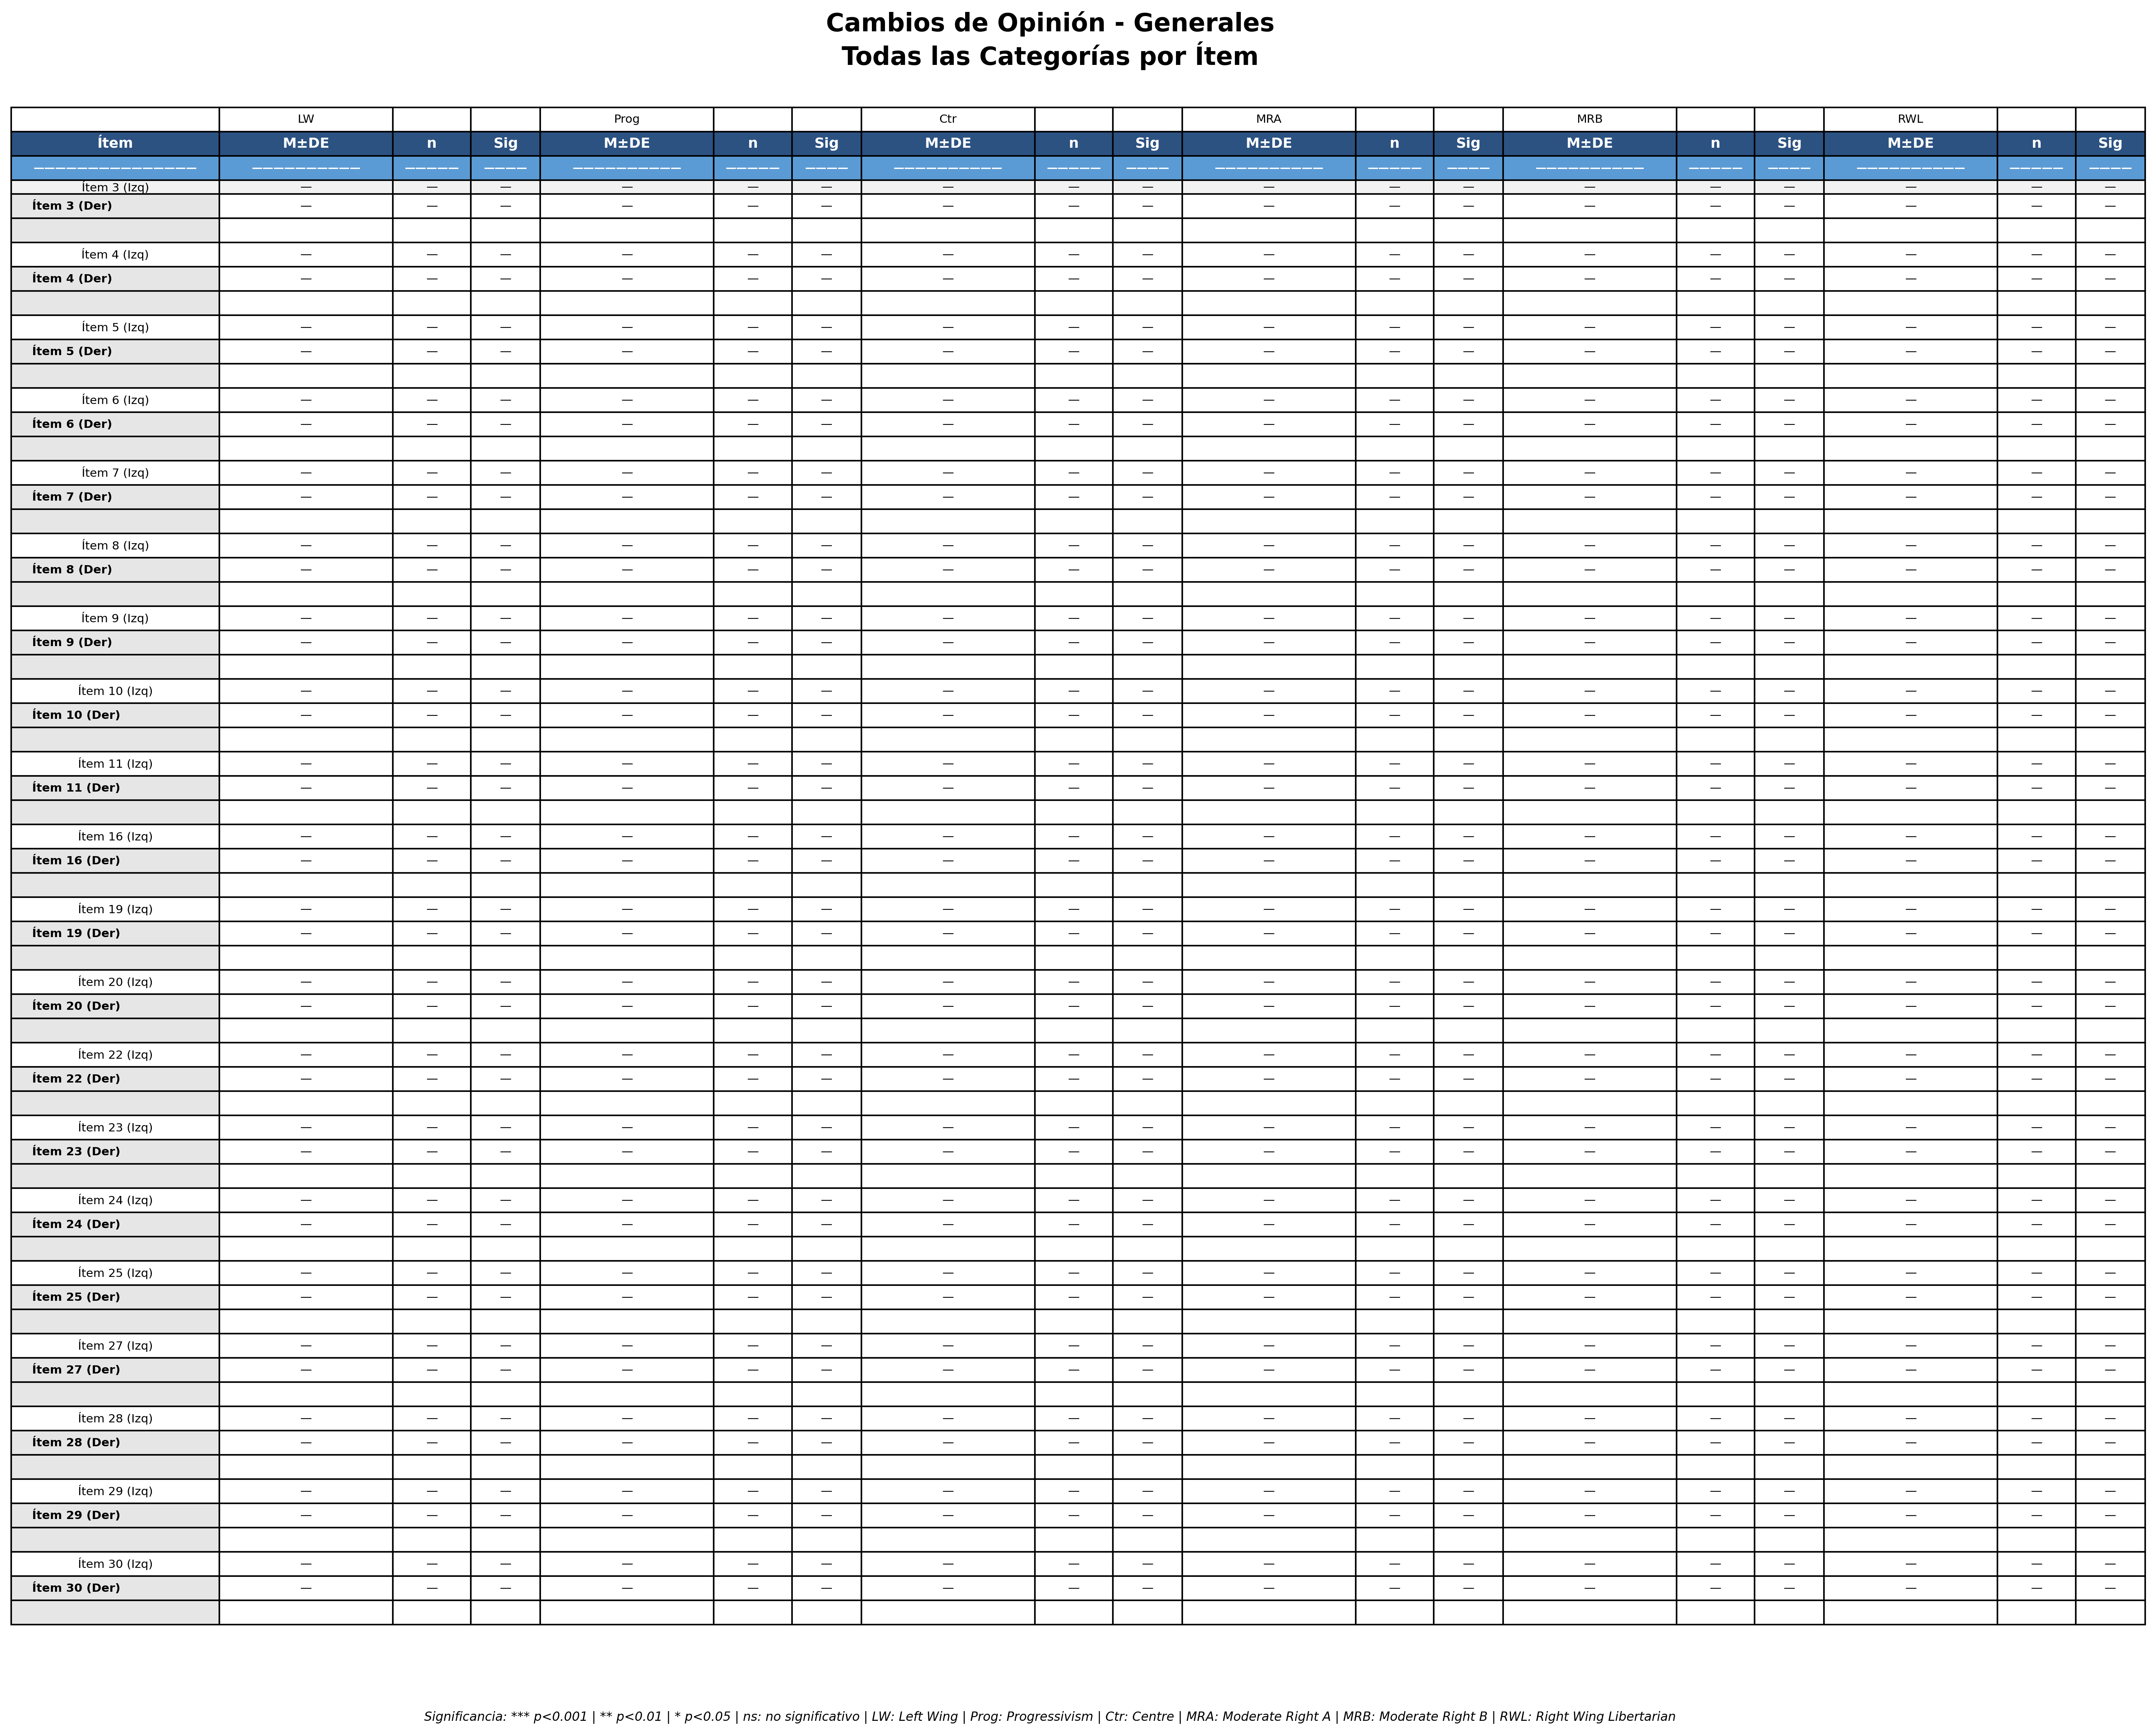 Cambios de Opinión - Generales
Todas las Categorías por Ítem
LW Prog Ctr MRA MRB RWL
Ítem M±DE n Sig M±DE n Sig M±DE n Sig M±DE n Sig M±DE n Sig M±DE n Sig
——————————————— —————————— ————— ———— —————————— ————— ———— —————————— ————— ———— —————————— ————— ———— —————————— ————— ———— —————————— ————— ————
Ítem 3 (Izq) — — — — — — — — — — — — — — — — — —
Ítem 3 (Der) — — — — — — — — — — — — — — — — — —
Ítem 4 (Izq) — — — — — — — — — — — — — — — — — —
Ítem 4 (Der) — — — — — — — — — — — — — — — — — —
Ítem 5 (Izq) — — — — — — — — — — — — — — — — — —
Ítem 5 (Der) — — — — — — — — — — — — — — — — — —
Ítem 6 (Izq) — — — — — — — — — — — — — — — — — —
Ítem 6 (Der) — — — — — — — — — — — — — — — — — —
Ítem 7 (Izq) — — — — — — — — — — — — — — — — — —
Ítem 7 (Der) — — — — — — — — — — — — — — — — — —
Ítem 8 (Izq) — — — — — — — — — — — — — — — — — —
Ítem 8 (Der) — — — — — — — — — — — — — — — — — —
Ítem 9 (Izq) — — — — — — — — — — — — — — — — — —
Ítem 9 (Der) — — — — — — — — — — — — — — — — — —
Ítem 10 (Izq) — — — — — — — — — — — — — — — — — —
Ítem 10 (Der) — — — — — — — — — — — — — — — — — —
Ítem 11 (Izq) — — — — — — — — — — — — — — — — — —
Ítem 11 (Der) — — — — — — — — — — — — — — — — — —
Ítem 16 (Izq) — — — — — — — — — — — — — — — — — —
Ítem 16 (Der) — — — — — — — — — — — — — — — — — —
Ítem 19 (Izq) — — — — — — — — — — — — — — — — — —
Ítem 19 (Der) — — — — — — — — — — — — — — — — — —
Ítem 20 (Izq) — — — — — — — — — — — — — — — — — —
Ítem 20 (Der) — — — — — — — — — — — — — — — — — —
Ítem 22 (Izq) — — — — — — — — — — — — — — — — — —
Ítem 22 (Der) — — — — — — — — — — — — — — — — — —
Ítem 23 (Izq) — — — — — — — — — — — — — — — — — —
Ítem 23 (Der) — — — — — — — — — — — — — — — — — —
Ítem 24 (Izq) — — — — — — — — — — — — — — — — — —
Ítem 24 (Der) — — — — — — — — — — — — — — — — — —
Ítem 25 (Izq) — — — — — — — — — — — — — — — — — —
Ítem 25 (Der) — — — — — — — — — — — — — — — — — —
Ítem 27 (Izq) — — — — — — — — — — — — — — — — — —
Ítem 27 (Der) — — — — — — — — — — — — — — — — — —
Ítem 28 (Izq) — — — — — — — — — — — — — — — — — —
Ítem 28 (Der) — — — — — — — — — — — — — — — — — —
Ítem 29 (Izq) — — — — — — — — — — — — — — — — — —
Ítem 29 (Der) — — — — — — — — — — — — — — — — — —
Ítem 30 (Izq) — — — — — — — — — — — — — — — — — —
Ítem 30 (Der) — — — — — — — — — — — — — — — — — —
Significancia: *** p<0.001 | ** p<0.01 | * p<0.05 | ns: no significativo | LW: Left Wing | Prog: Progressivism | Ctr: Centre | MRA: Moderate Right A | MRB: Moderate Right B | RWL: Right Wing Libertarian